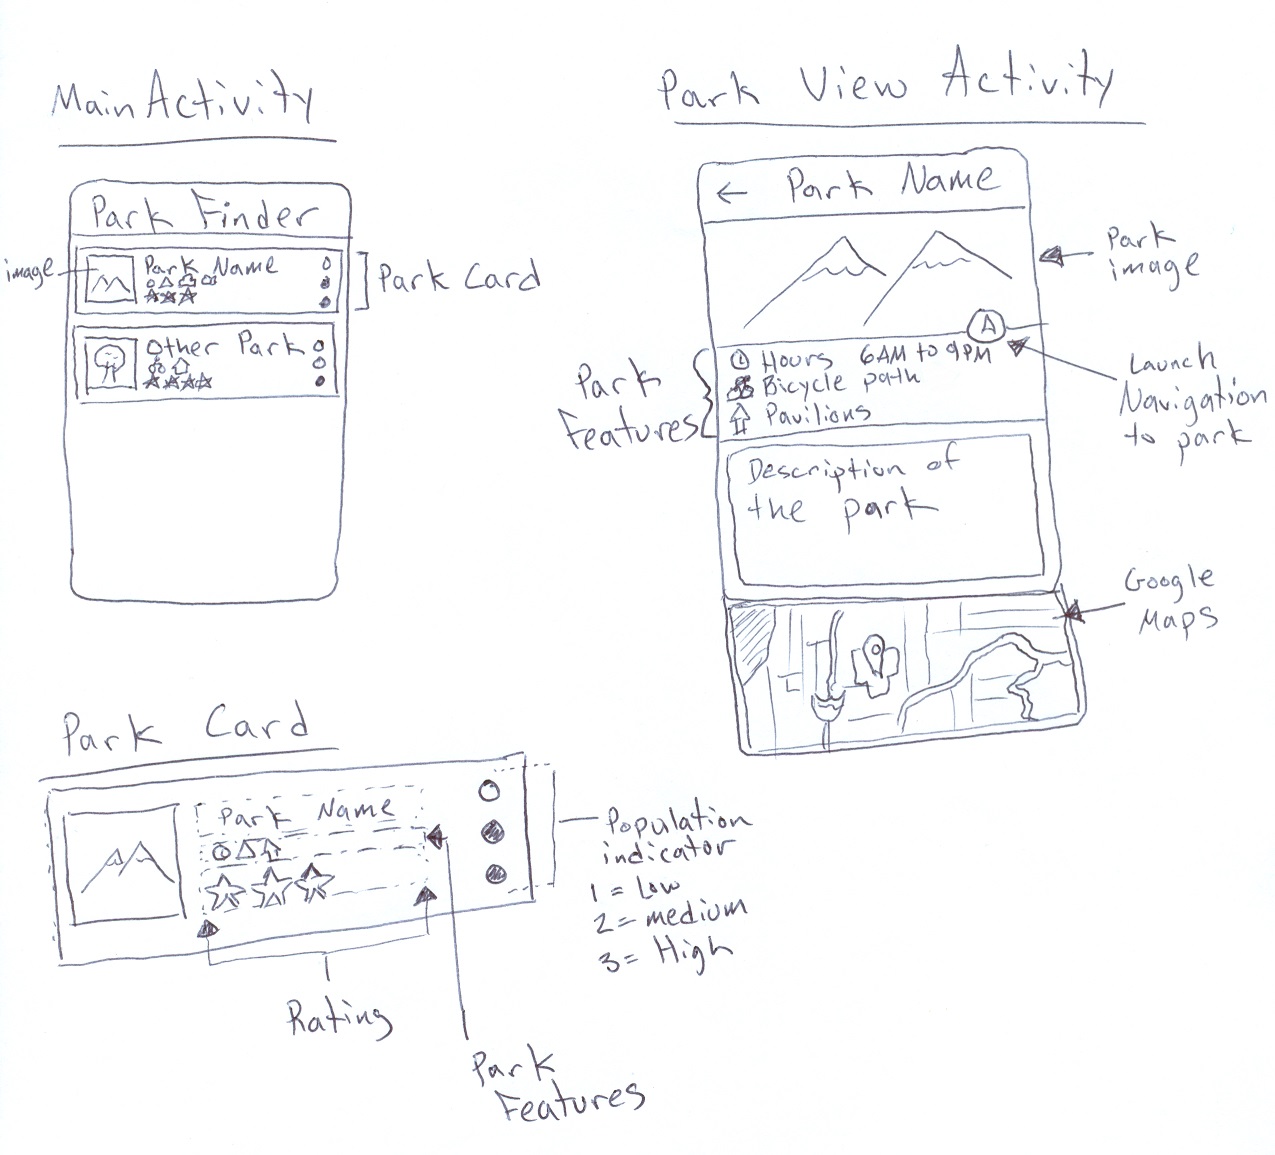 Main Activity
Park Finder
image
Park Name
Park Card
Other Park
Park View Activity
← Park Name
Park
image
A
Launch
Navigation
to park
Park
Features
Hours 6AM to 9PM
Bicycle path
Pavilions
Description of
the park
Google
Maps
Park Card
Park Name
Population
indicator
1 = Low
2 = medium
3 = High
Rating
Park
Features